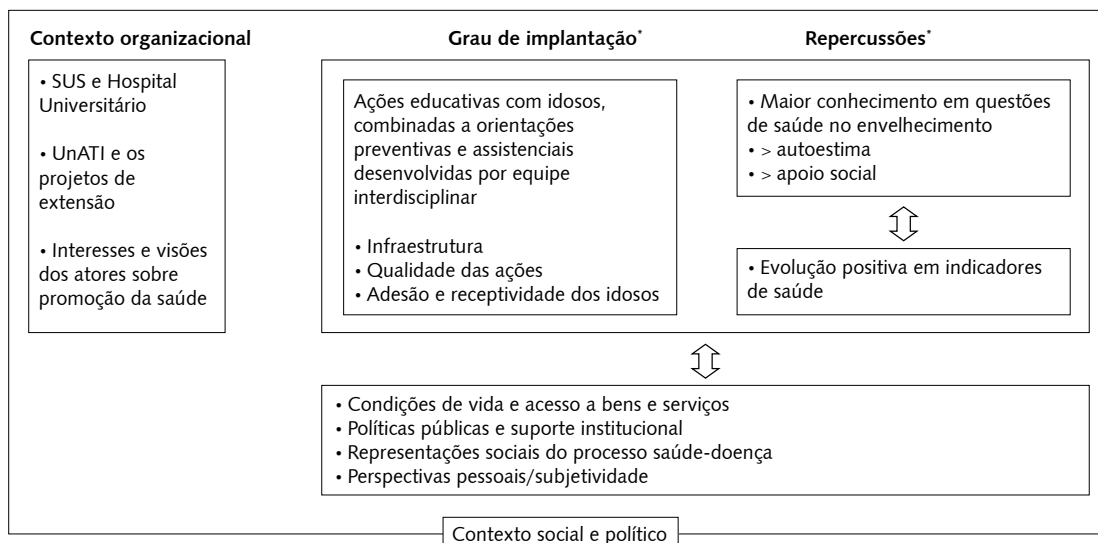 Contexto organizacional
• SUS e Hospital
Universitário
• UnATI e os
projetos de
extensão
• Interesses e visões
dos atores sobre
promoção da saúde
Grau de implantação*
Ações educativas com idosos,
combinadas a orientações
preventivas e assistenciais
desenvolvidas por equipe
interdisciplinar
• Infraestrutura
• Qualidade das ações
• Adesão e receptividade dos idosos
Repercussões*
• Maior conhecimento em questões
de saúde no envelhecimento
• > autoestima
• > apoio social
• Evolução positiva em indicadores
de saúde
• Condições de vida e acesso a bens e serviços
• Políticas públicas e suporte institucional
• Representações sociais do processo saúde-doença
• Perspectivas pessoais/subjetividade
Contexto social e político